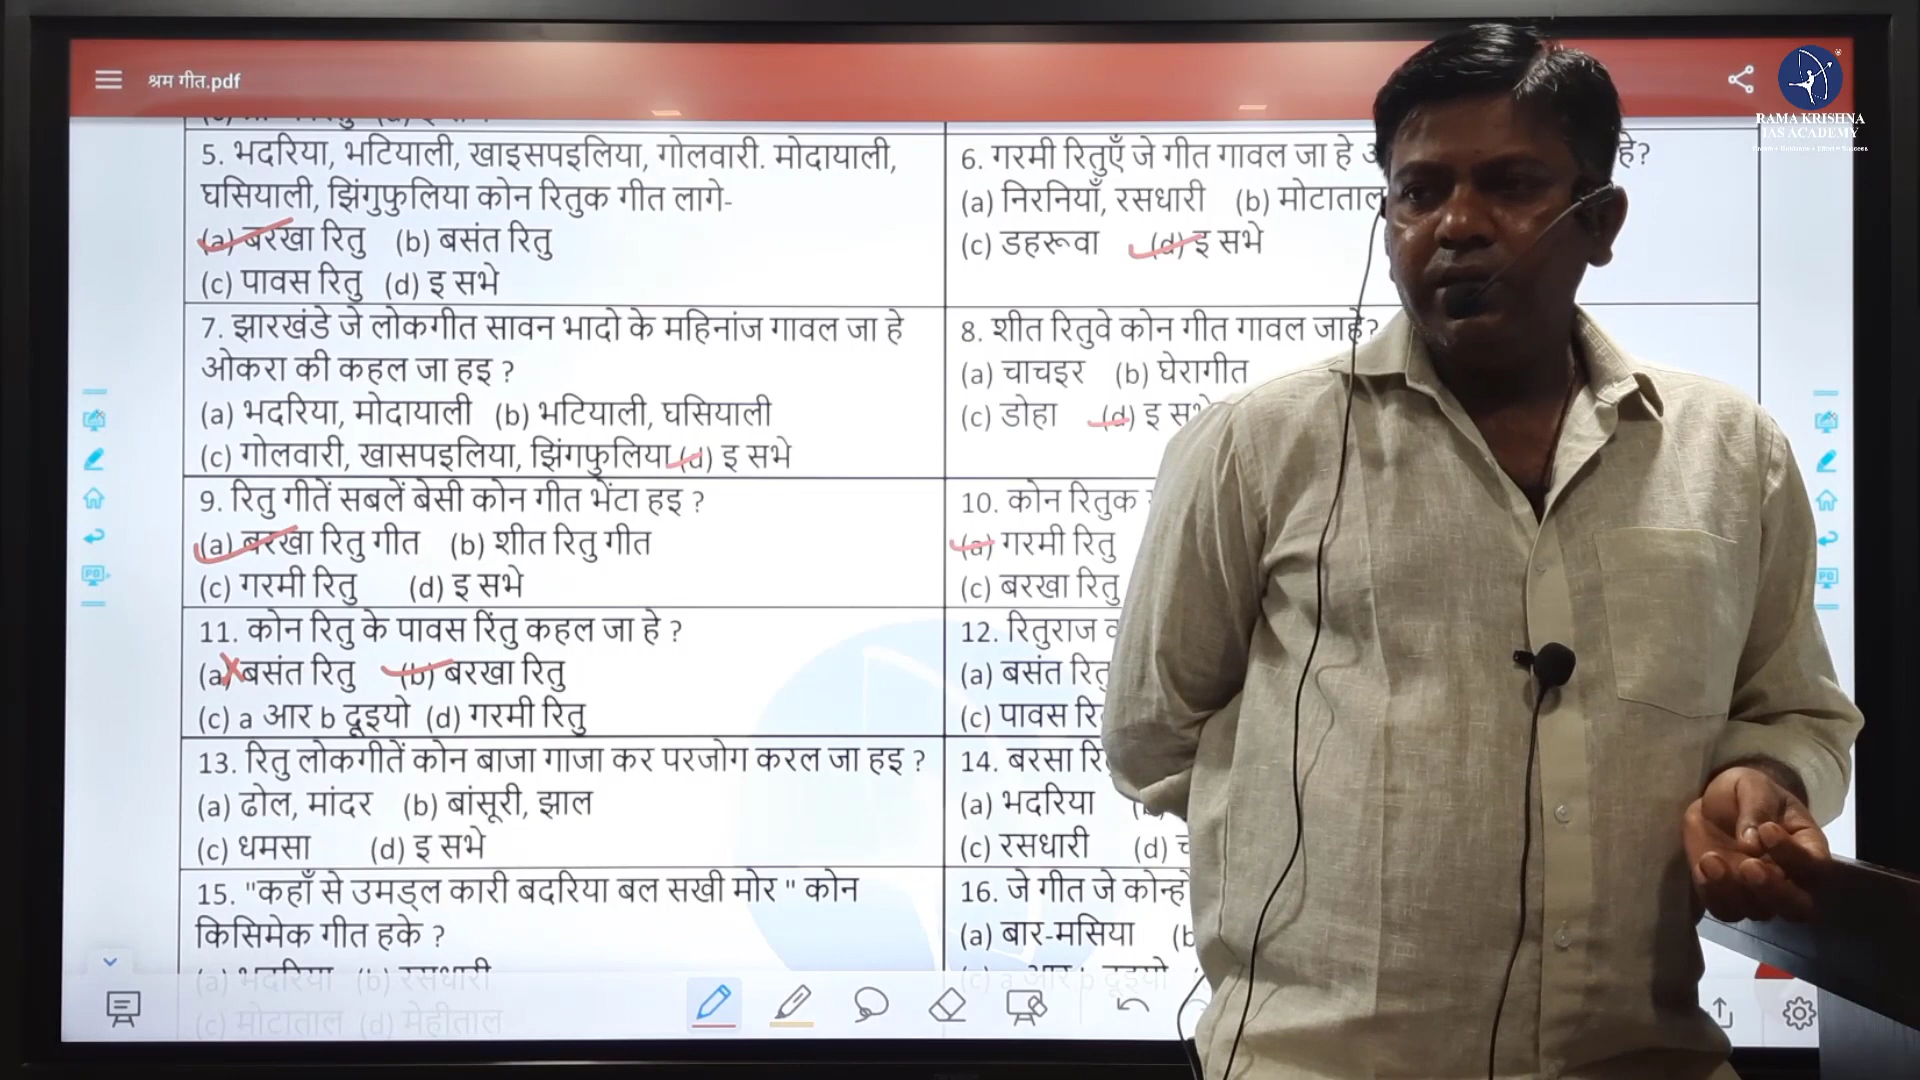 श्रम गीत.pdf
RAMA KRISHNA
IAS ACADEMY
5. भदरिया, भटियाली, खाइसपइलिया, गोलवारी. मोदायाली,
घसियाली, झिंगुफुलिया कोन रितुक गीत लागे-
(a) बरखा रितु (b) बसंत रितु
(c) पावस रितु (d) इ सभे
6. गरमी रितुएँ जे गीत गावल जा हे
हे?
(a) निरनियाँ, रसधारी (b) मोटाताल
(c) डहरूवा (d) इ सभे
7. झारखंडे जे लोकगीत सावन भादो के महिनांज गावल जा हे
ओकरा की कहल जा हइ ?
(a) भदरिया, मोदायाली (b) भटियाली, घसियाली
(c) गोलवारी, खासपइलिया, झिंगफुलिया (d) इ सभे
8. शीत रितुवे कोन गीत गावल जाहे?
(a) चाचइर (b) घेरागीत
(c) डोहा (d) इ सभे
9. रितु गीतें सबलें बेसी कोन गीत भेंटा हइ ?
(a) बरखा रितु गीत (b) शीत रितु गीत
(c) गरमी रितु (d) इ सभे
10. कोन रितुक
(a) गरमी रितु
(c) बरखा रितु
11. कोन रितु के पावस रिंतु कहल जा हे ?
(a) बसंत रितु (b) बरखा रितु
(c) a आर b दूइयो (d) गरमी रितु
12. रितुराज
(a) बसंत रितु
(c) पावस
13. रितु लोकगीतें कोन बाजा गाजा कर परजोग करल जा हइ ?
(a) ढोल, मांदर (b) बांसूरी, झाल
(c) धमसा (d) इ सभे
14. बरसा
(a) भदरिया
(c) रसधारी (d)
15. "कहाँ से उमड्ल कारी बदरिया बल सखी मोर " कोन
किसिमेक गीत हके ?
(a) भदरिया (b) रसधारी
(c) मोटाताल (d) मेहीताल
16. जे गीत जे कोन्हो
(a) बार-मसिया (b
(c) a आर b दूइयो